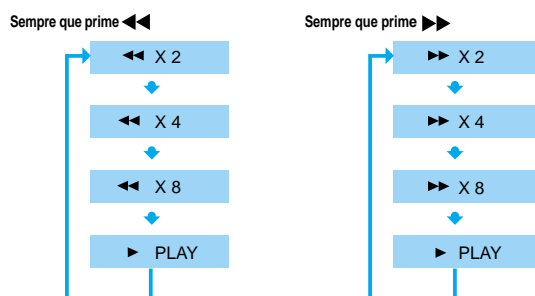 Sempre que prime ◀◀
◀◀ X 2
◀◀ X 4
◀◀ X 8
► PLAY
Sempre que prime ▶▶
▶▶ X 2
▶▶ X 4
▶▶ X 8
► PLAY